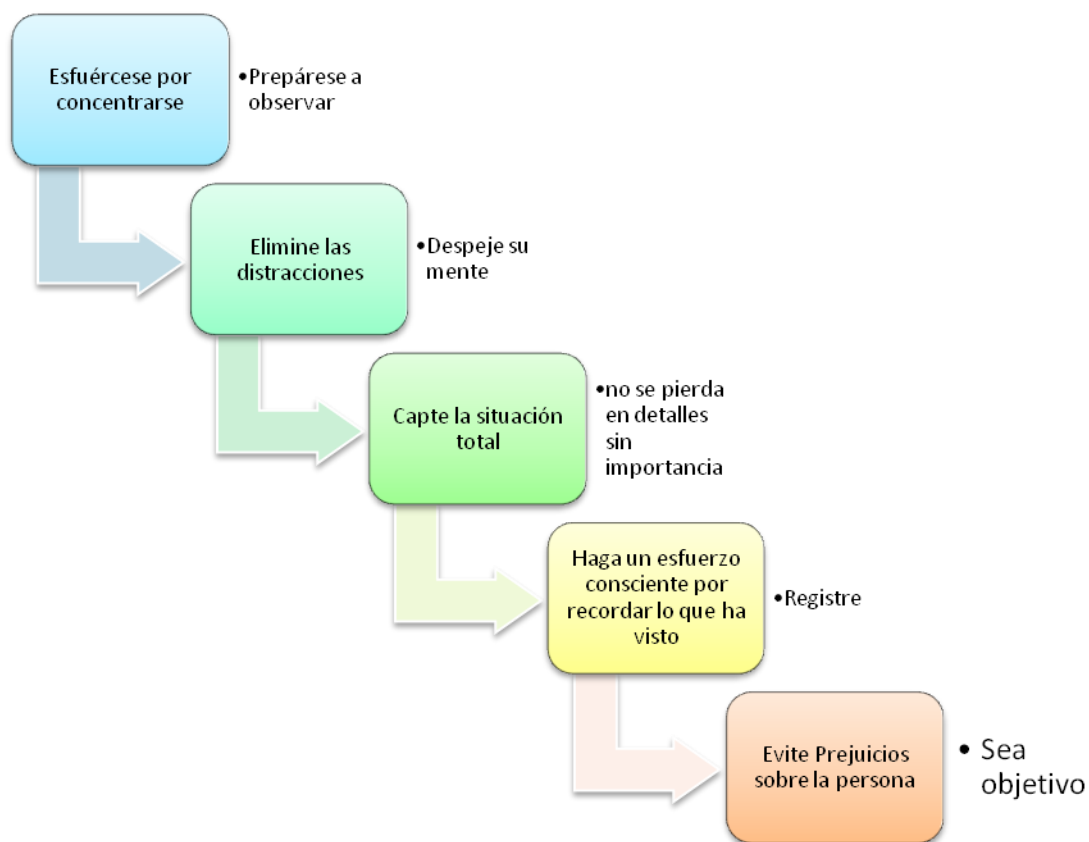 Esfuércese por
concentrarse
•Prepárese a
observar
Elimine las
distracciones
•Despeje su
mente
Capte la situación
total
•no se pierda
en detalles
sin
importancia
Haga un esfuerzo
consciente por
recordar lo que ha
visto
•Registre
Evite Prejuicios
sobre la persona
• Sea
objetivo